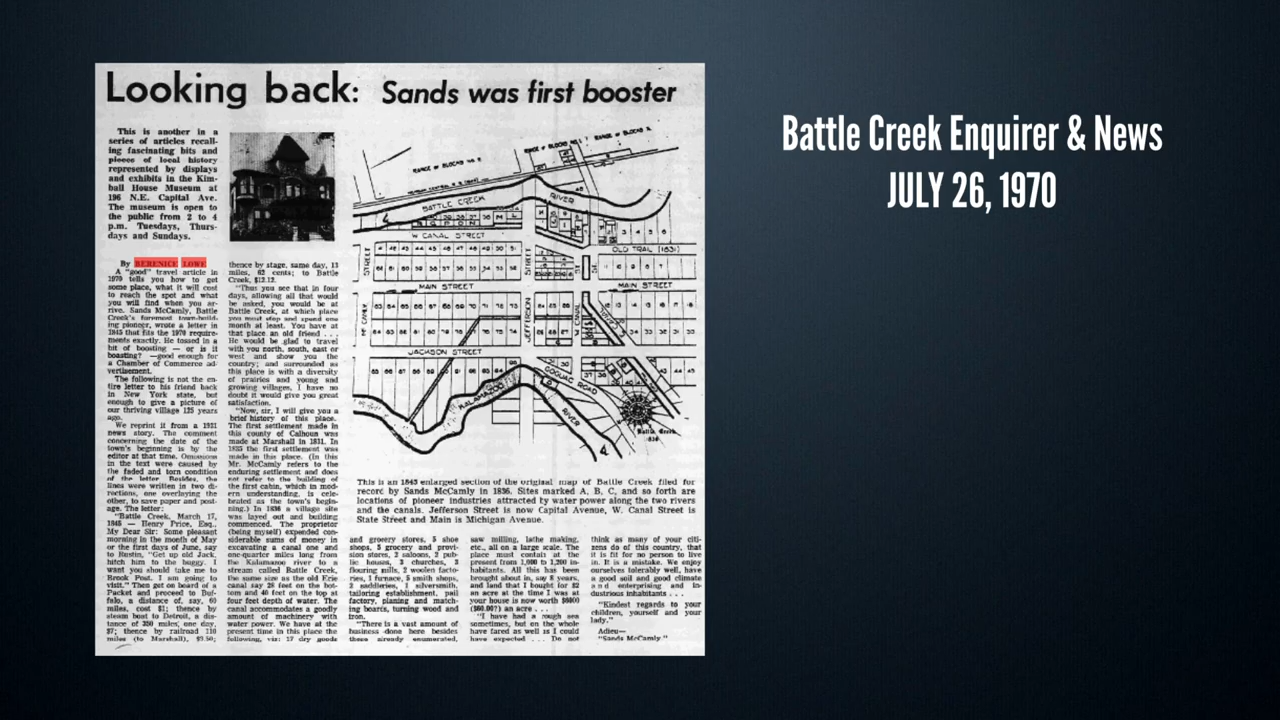 Looking back: Sands was first booster
This is another in a
series of articles recall-
ing fascinating bits and
pieces of local history
represented by displays
and exhibits in the Kim-
ball House Museum at
196 N.E. Capital Ave.
The museum is open to
the public from 2 to 4
p.m. Tuesdays, Thurs-
days and Sundays.
By BERENICE LOWE
A "good" travel article in
1970 tells you how to get
some place, what it will cost
to reach the spot and what
you will find when you ar-
rive. Sands McCamly, Battle
Creek's foremost town-build-
ing pioneer, wrote a letter in
1845 that fits the 1970 require-
ments exactly. He tossed in a
bit of boosting — or is it
boasting? —good enough for
a Chamber of Commerce ad-
vertisement.
The following is not the en-
tire letter to his friend back
in New York state, but
enough to give a picture of
our thriving village 125 years
ago.
We reprint it from a 1931
news story. The comment
concerning the date of the
town's beginning is by the
editor at that time. Omissions
in the text were caused by
the faded and torn condition
of the letter. Besides, the
lines were written in two di-
rections, one overlaying the
other, to save paper and post-
age. The letter:
"Battle Creek, March 17,
1845 — Henry Price, Esq.,
My Dear Sir: Some pleasant
morning in the month of May
or the first days of June, say
to Rustin, "Get up old Jack,
hitch him to the buggy. I
want you should take me to
Brook Post. I am going to
visit." Then get on board of a
Packet and proceed to Buf-
falo, a distance of, say, 60
miles, cost $1; thence by
steam boat to Detroit, a dis-
tance of 350 miles, one day,
$7; thence by railroad 110
miles (to Marshall), $3.50;
thence by stage, same day, 13
miles, 62 cents; to Battle
Creek, $12.12.
"Thus you see that in four
days, allowing all that would
be asked, you would be at
Battle Creek, at which place
you must stop and spend one
month at least. You have at
that place an old friend . . .
He would be glad to travel
with you north, south, east or
west and show you the
country; and surrounded as
this place is with a diversity
of prairies and young and
growing villages, I have no
doubt it would give you great
satisfaction.
"Now, sir, I will give you a
brief history of this place.
The first settlement made in
this county of Calhoun was
made at Marshall in 1831. In
1835 the first settlement was
made in this place. (In this
Mr. McCamly refers to the
enduring settlement and does
not refer to the building of
the first cabin, which in mod-
ern understanding, is cele-
brated as the town's begin-
ning.) In 1836 a village site
was layed out and building
commenced. The proprietor
(being myself) expended con-
siderable sums of money in
excavating a canal one and
one-quarter miles long from
the Kalamazoo river to a
stream called Battle Creek,
the same size as the old Erie
canal say 26 feet on the bot-
tom and 40 feet on the top at
four feet depth of water. The
canal accommodates a goodly
amount of machinery with
water power. We have at the
present time in this place the
following, viz: 17 dry goods
RANGE OF BLOCKS No. 2
RANGE OF BLOCKS No. 1
RANGE OF BLOCKS 2.
BATTLE CREEK
RIVER
W CANAL STREET
OLD TRAIL (1831)
STREET
MAIN STREET
MAIN STREET
JEFFERSON
JACKSON STREET
GOGUAC ROAD
KALAMAZOO
RIVER
Battle Creek
This is an 1843 enlarged section of the original map of Battle Creek filed for
record by Sands McCamly in 1836. Sites marked A, B, C, and so forth are
locations of pioneer industries attracted by water power along the two rivers
and the canals. Jefferson Street is now Capital Avenue, W. Canal Street is
State Street and Main is Michigan Avenue.
and grocery stores, 5 shoe
shops, 5 grocery and provi-
sion stores, 2 saloons, 2 pub-
lic houses, 3 churches, 3
flouring mills, 2 woolen facto-
ries, 1 furnace, 5 smith shops,
2 saddleries, 1 silversmith,
tailoring establishment, pail
factory, planing and match-
ing boards, turning wood and
iron.
"There is a vast amount of
business done here besides
those already enumerated,
saw milling, lathe making,
etc., all on a large scale. The
place must contain at the
present from 1,000 to 1,200 in-
habitants. All this has been
brought about in, say 8 years,
and land that I bought for $2
an acre at the time I was at
your house is now worth $6000
($60.00?) an acre . . .
"I have had a rough sea
sometimes, but on the whole
have fared as well as I could
have expected . . . Do not
think as many of your citi-
zens do of this country, that
it is fit for no person to live
in. It is a mistake. We enjoy
ourselves tolerably well, have
a good soil and good climate
and enterprising and in-
dustrious inhabitants . . .
"Kindest regards to your
children, yourself and your
lady."
Adieu—
"Sands McCamly."
Battle Creek Enquirer & News
JULY 26, 1970